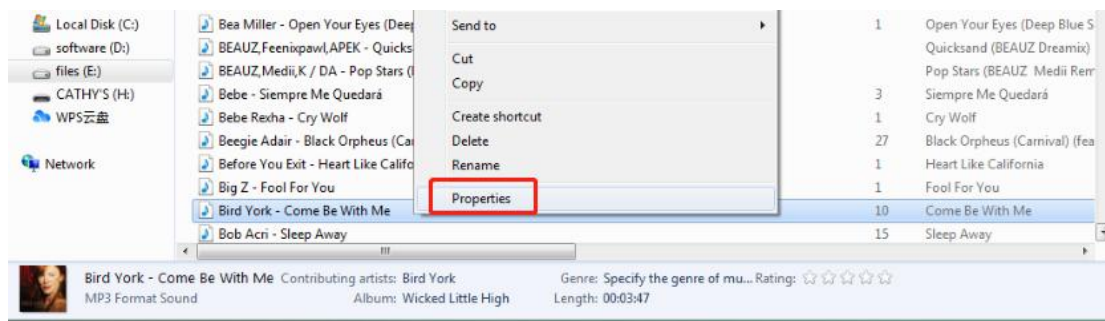 Local Disk (C:)
software (D:)
files (E:)
CATHY'S (H:)
WPS云盘
Network
Bea Miller - Open Your Eyes (Deep
BEAUZ,Feenixpawl,APEK - Quicks
BEAUZ,Medii,K / DA - Pop Stars (
Bebe - Siempre Me Quedará
Bebe Rexha - Cry Wolf
Beegie Adair - Black Orpheus (Ca
Before You Exit - Heart Like Califo
Big Z - Fool For You
Bird York - Come Be With Me
Bob Acri - Sleep Away
Send to
Cut
Copy
Create shortcut
Delete
Rename
Properties
1 Open Your Eyes (Deep Blue S
Quicksand (BEAUZ Dreamix)
Pop Stars (BEAUZ Medii Rem
3 Siempre Me Quedará
1 Cry Wolf
27 Black Orpheus (Carnival) (fea
1 Heart Like California
1 Fool For You
10 Come Be With Me
15 Sleep Away
Bird York - Come Be With Me Contributing artists: Bird York Genre: Specify the genre of mu... Rating:
MP3 Format Sound Album: Wicked Little High Length: 00:03:47